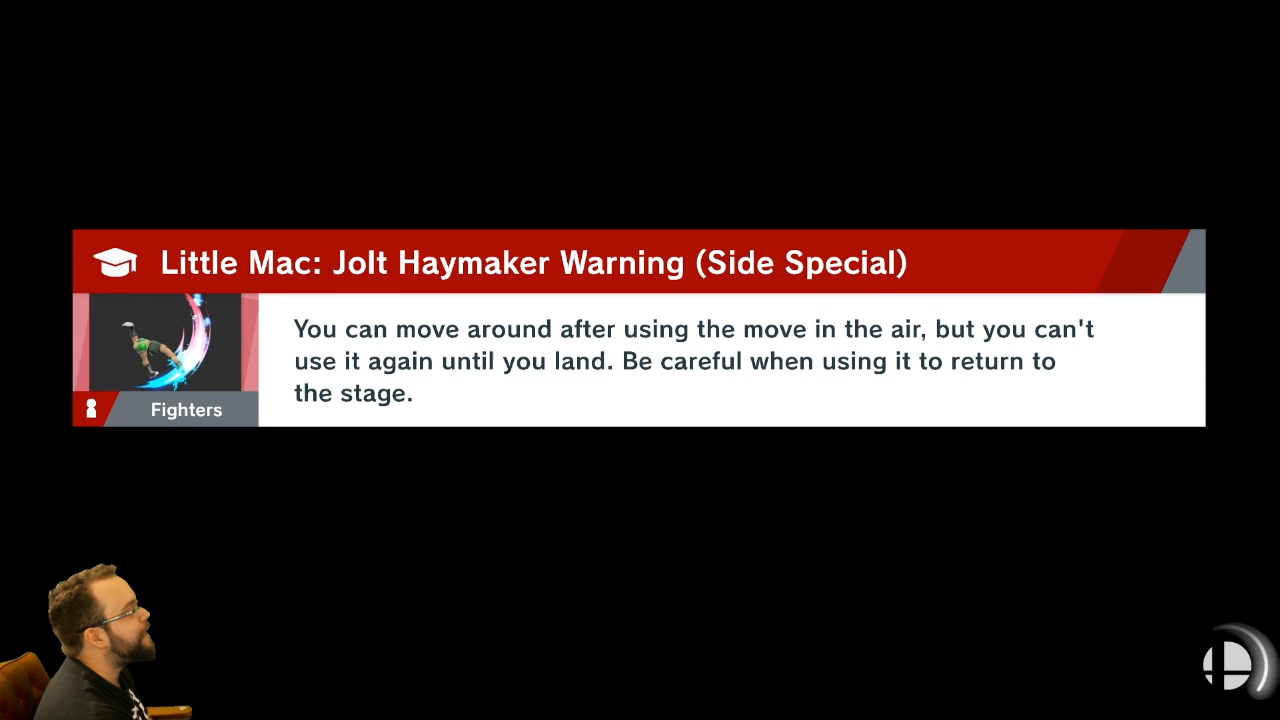 Little Mac: Jolt Haymaker Warning (Side Special)
You can move around after using the move in the air, but you can't
use it again until you land. Be careful when using it to return to
the stage.
Fighters